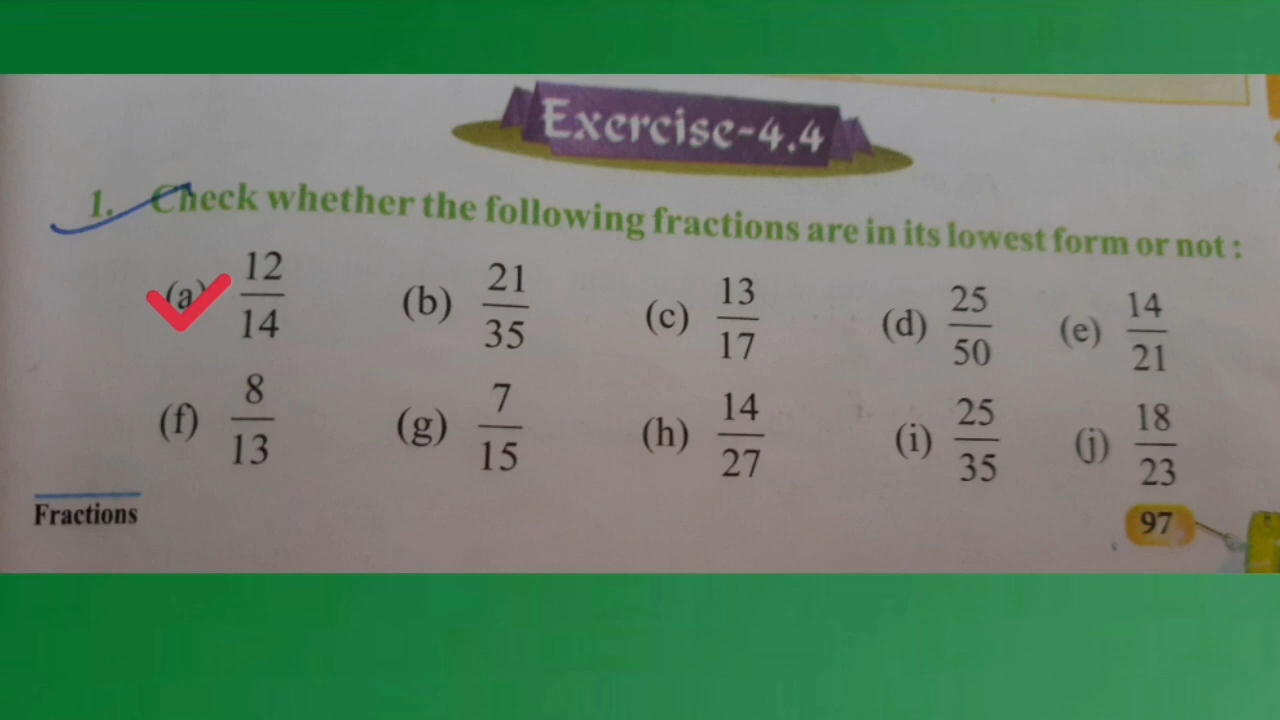 Exercise-4.4
1. Check whether the following fractions are in its lowest form or not :
(a) 12/14 (b) 21/35 (c) 13/17 (d) 25/50 (e) 14/21
(f) 8/13 (g) 7/15 (h) 14/27 (i) 25/35 (j) 18/23
Fractions
97